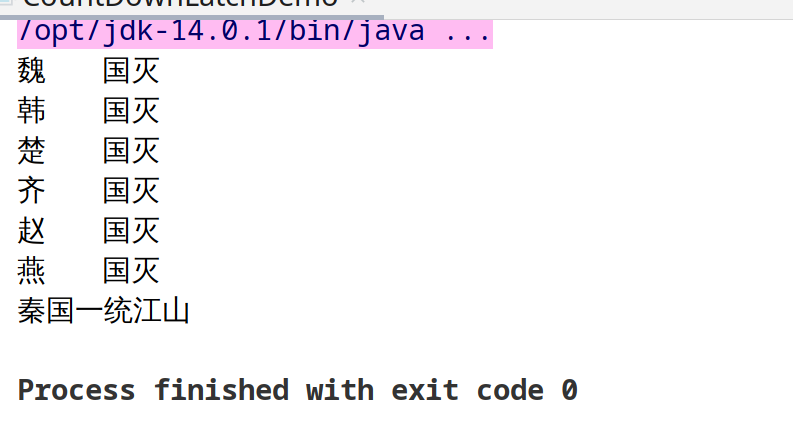 CountDownLatchDemo ×
/opt/jdk-14.0.1/bin/java ...
魏	国灭
韩	国灭
楚	国灭
齐	国灭
赵	国灭
燕	国灭
秦国一统江山
Process finished with exit code 0